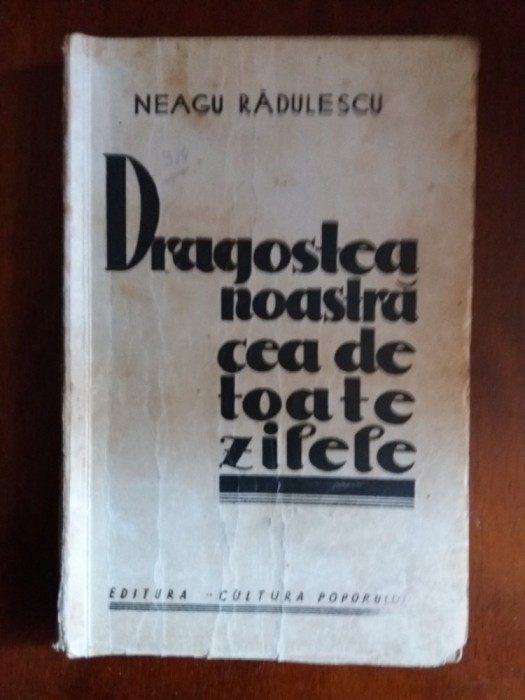 NEAGU RĂDULESCU
Dragostea
noastră
cea de
toate
zilele
EDITURA „CULTURA POPORULUI